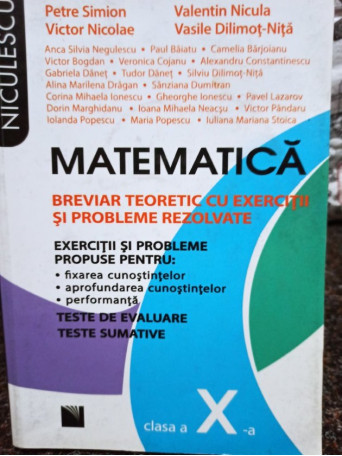 NICULESCU
Petre Simion Valentin Nicula
Victor Nicolae Vasile Dilimoț-Niță
Anca Silvia Negulescu • Paul Băiatu • Camelia Bârjoianu
Victor Bogdan • Veronica Cojanu • Alexandru Constantinescu
Gabriela Dăneț • Tudor Dăneț • Silviu Dilimoț-Niță
Alina Marilena Drăgan • Sânziana Dumitran
Corina Mihaela Ionescu • Gheorghe Ionescu • Pavel Lazarov
Dorin Marghidanu • Ioana Mihaela Neacșu • Victor Pândaru
Iolanda Popescu • Maria Popescu • Iuliana Mariana Stoica
MATEMATICĂ
BREVIAR TEORETIC CU EXERCIȚII
ȘI PROBLEME REZOLVATE
EXERCIȚII ȘI PROBLEME
PROPUSE PENTRU:
• fixarea cunoștințelor
• aprofundarea cunoștințelor
• performanță
TESTE DE EVALUARE
TESTE SUMATIVE
clasa a X -a